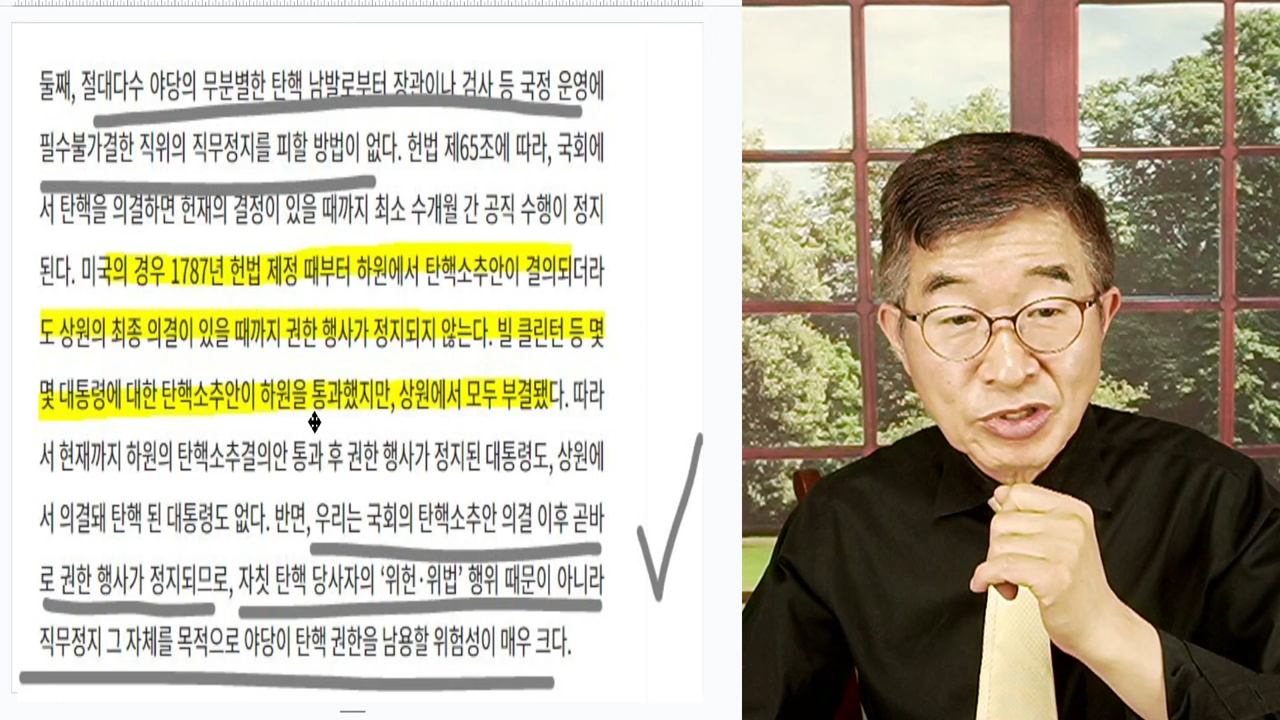 둘째, 절대다수 야당의 무분별한 탄핵 남발로부터 장관이나 검사 등 국정 운영에
필수불가결한 직위의 직무정지를 피할 방법이 없다. 헌법 제65조에 따라, 국회에
서 탄핵을 의결하면 헌재의 결정이 있을 때까지 최소 수개월 간 공직 수행이 정지
된다. 미국의 경우 1787년 헌법 제정 때부터 하원에서 탄핵소추안이 결의되더라
도 상원의 최종 의결이 있을 때까지 권한 행사가 정지되지 않는다. 빌 클린턴 등 몇
몇 대통령에 대한 탄핵소추안이 하원을 통과했지만, 상원에서 모두 부결됐다. 따라
서 현재까지 하원의 탄핵소추결의안 통과 후 권한 행사가 정지된 대통령도, 상원에
서 의결돼 탄핵 된 대통령도 없다. 반면, 우리는 국회의 탄핵소추안 의결 이후 곧바
로 권한 행사가 정지되므로, 자칫 탄핵 당사자의 ‘위헌·위법’ 행위 때문이 아니라
직무정지 그 자체를 목적으로 야당이 탄핵 권한을 남용할 위험성이 매우 크다.